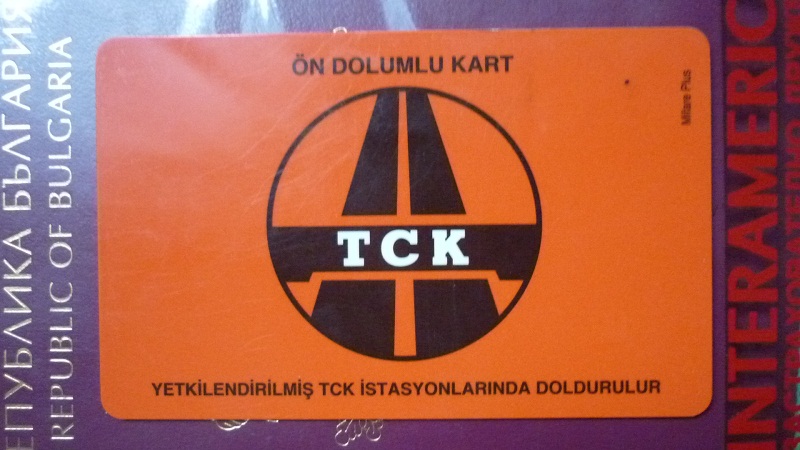 ÖN DOLUMLU KART
Mifare Plus
TCK
YETKİLENDİRİLMİŞ TCK İSTASYONLARINDA DOLDURULUR
ЕПУБЛИКА БЪЛГАРИЯ
REPUBLIC OF BULGARIA
INTERAMERIC